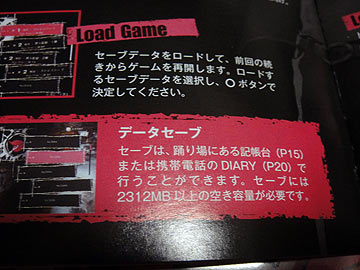 Load Game
セーブデータをロードして、前回の続
きからゲームを再開します。ロードす
るセーブデータを選択し、○ボタンで
決定してください。
データセーブ
セーブは、踊り場にある記帳台（P15）
または携帯電話のDIARY（P20）で
行うことができます。セーブには
2312MB以上の空き容量が必要です。